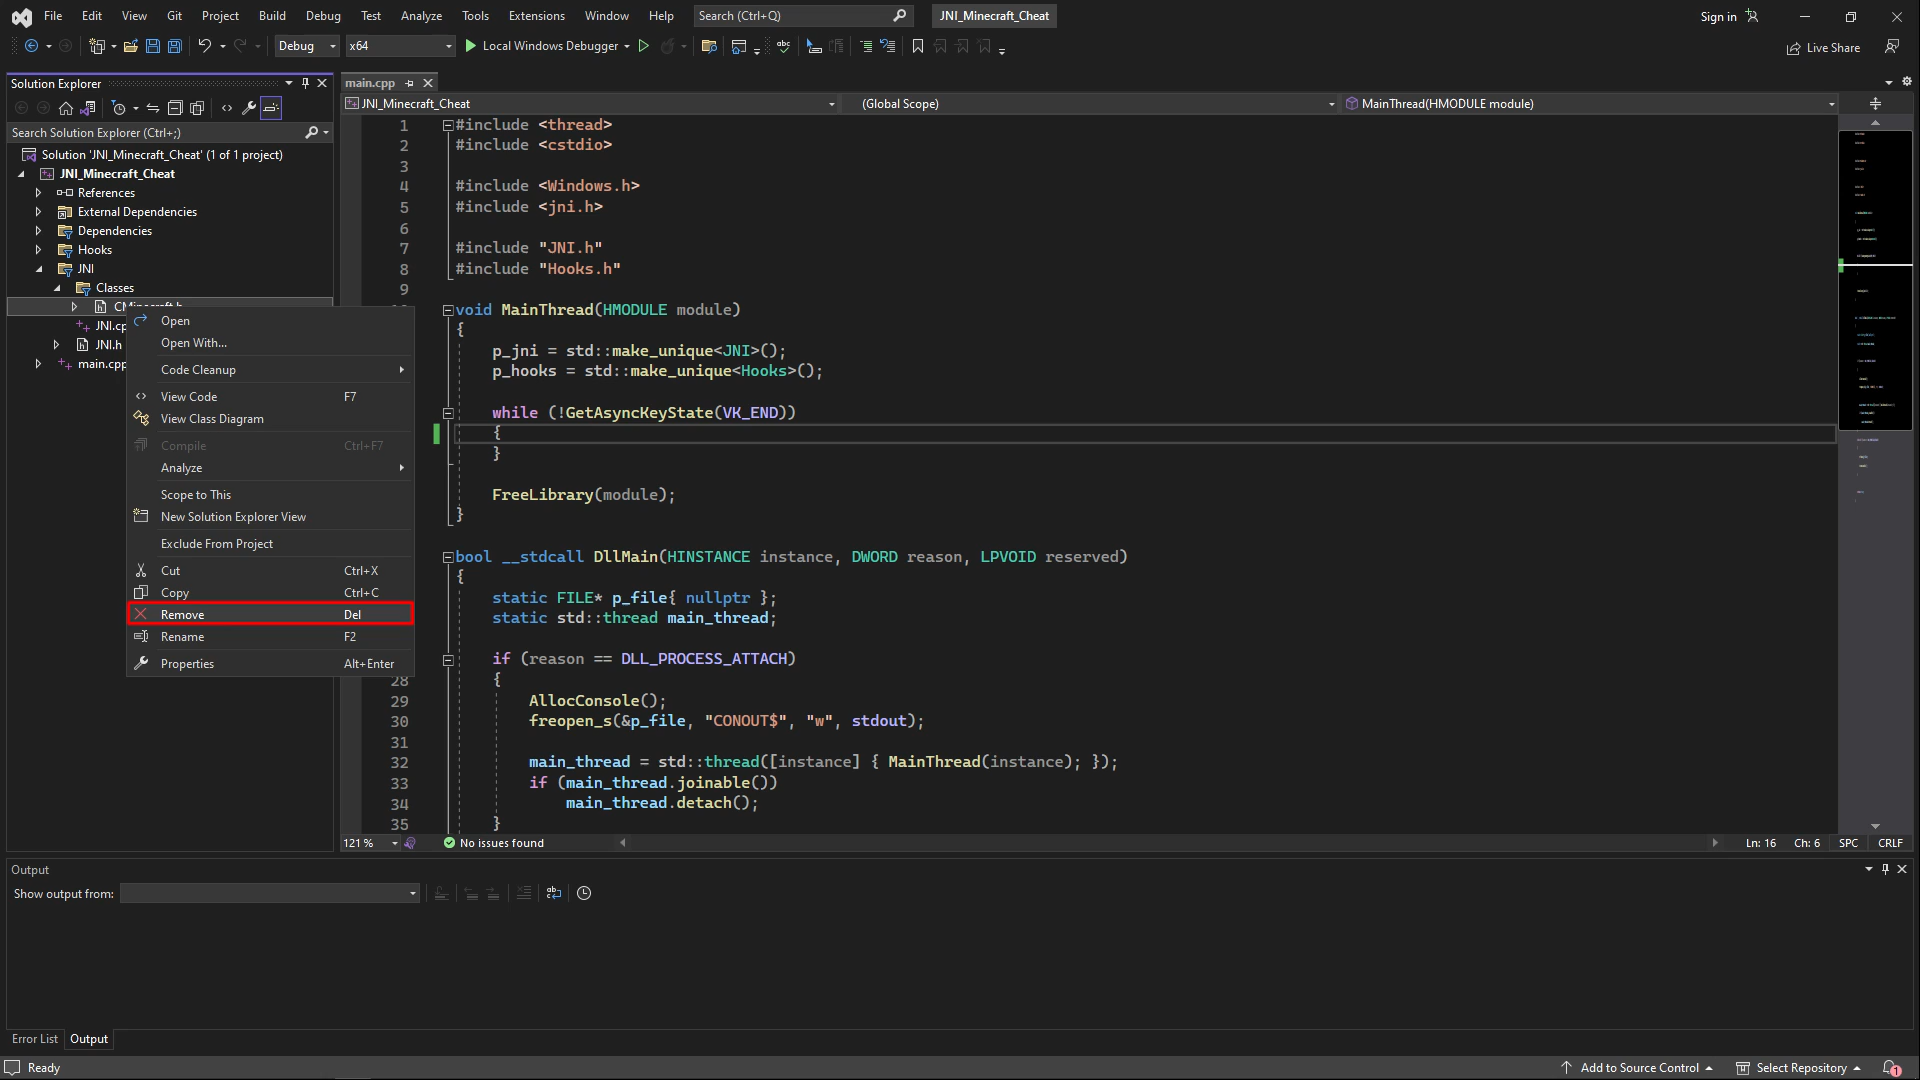 File Edit View Git Project Build Debug Test Analyze Tools Extensions Window Help Search (Ctrl+Q) JNI_Minecraft_Cheat Sign in
Debug x64 Local Windows Debugger Live Share
Solution Explorer
Search Solution Explorer (Ctrl+;)
Solution 'JNI_Minecraft_Cheat' (1 of 1 project)
JNI_Minecraft_Cheat
References
External Dependencies
Dependencies
Hooks
JNI
Classes
CMinecraft.h
JNI.cp
JNI.h
main.cpp
Open
Open With...
Code Cleanup
View Code F7
View Class Diagram
Compile Ctrl+F7
Analyze
Scope to This
New Solution Explorer View
Exclude From Project
Cut Ctrl+X
Copy Ctrl+C
Remove Del
Rename F2
Properties Alt+Enter
main.cpp
JNI_Minecraft_Cheat (Global Scope) MainThread(HMODULE module)
1 #include <thread>
2 #include <cstdio>
3
4 #include <Windows.h>
5 #include <jni.h>
6
7 #include "JNI.h"
8 #include "Hooks.h"
9
void MainThread(HMODULE module)
{
p_jni = std::make_unique<JNI>();
p_hooks = std::make_unique<Hooks>();
while (!GetAsyncKeyState(VK_END))
{
}
FreeLibrary(module);
}
bool __stdcall DllMain(HINSTANCE instance, DWORD reason, LPVOID reserved)
{
static FILE* p_file{ nullptr };
static std::thread main_thread;
if (reason == DLL_PROCESS_ATTACH)
28 {
29 AllocConsole();
30 freopen_s(&p_file, "CONOUT$", "w", stdout);
31
32 main_thread = std::thread([instance] { MainThread(instance); });
33 if (main_thread.joinable())
34 main_thread.detach();
35 }
121 % No issues found Ln: 16 Ch: 6 SPC CRLF
Output
Show output from:
Error List Output
Ready Add to Source Control Select Repository 1